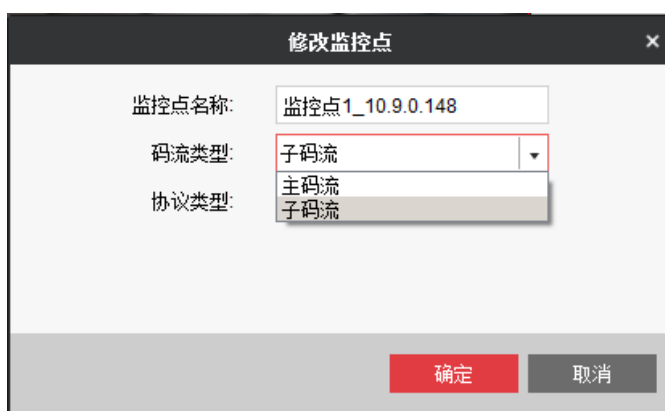 修改监控点
×
监控点名称: 监控点1_10.9.0.148
码流类型: 子码流
主码流
子码流
协议类型:
确定 取消